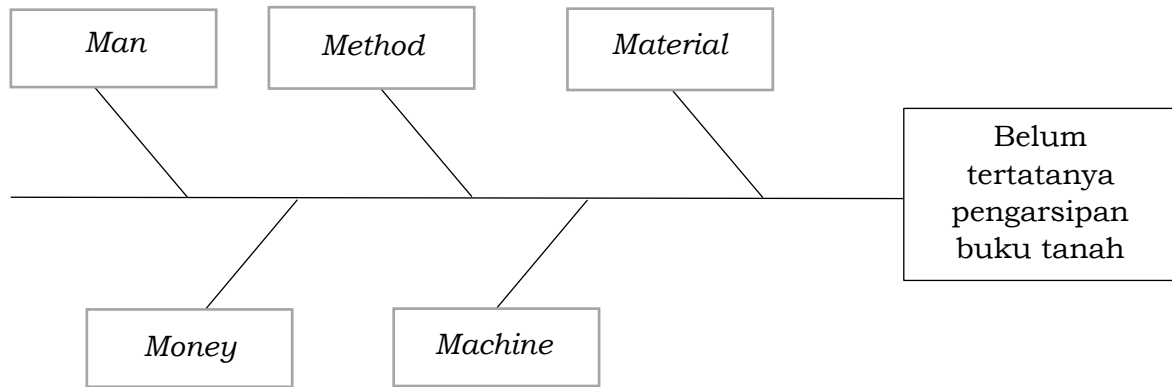 Man
Method
Material
Belum
tertatanya
pengarsipan
buku tanah
Money
Machine